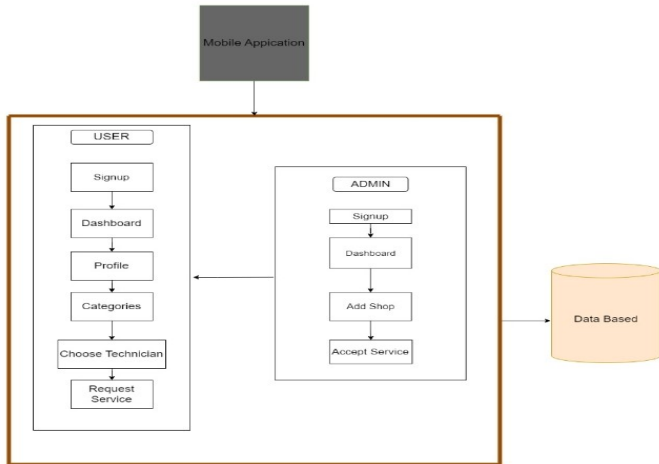 Mobile Appication
USER
Signup
Dashboard
Profile
Categories
Choose Technician
Request
Service
ADMIN
Signup
Dashboard
Add Shop
Accept Service
Data Based